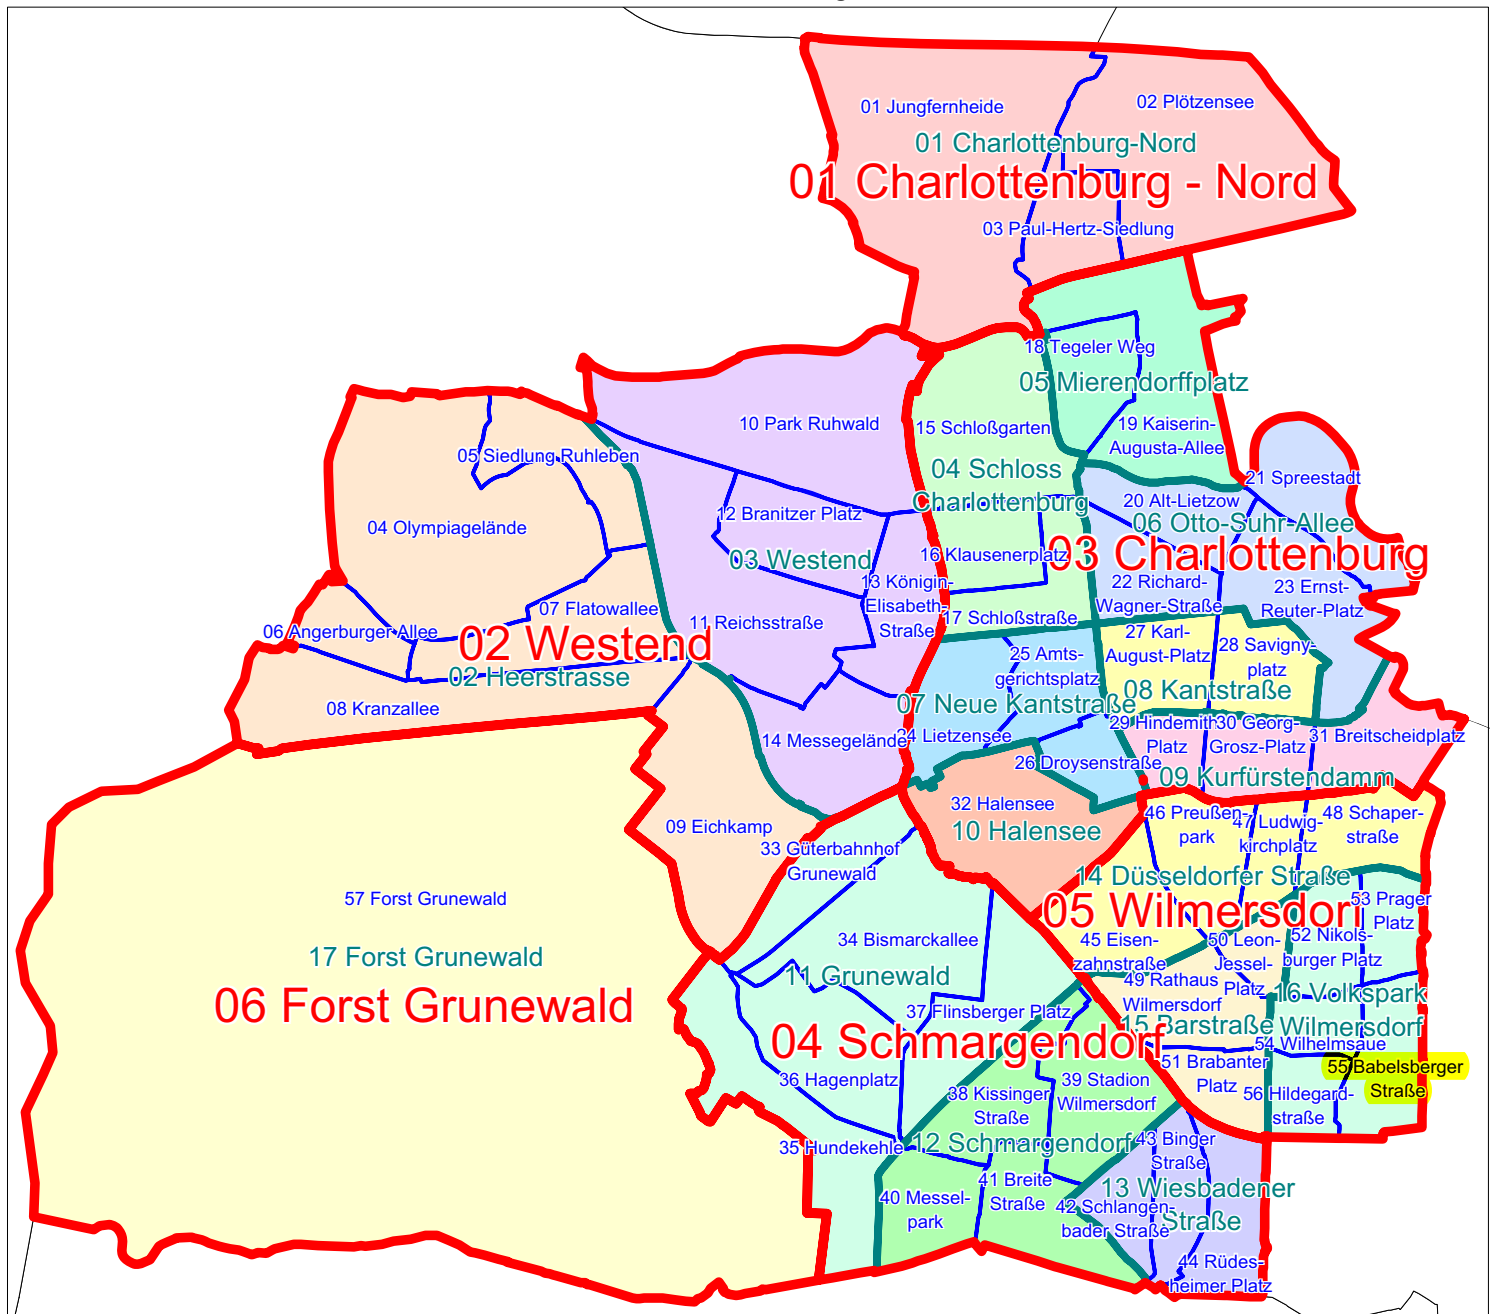 01 Jungfernheide
02 Plötzensee
01 Charlottenburg-Nord
01 Charlottenburg - Nord
03 Paul-Hertz-Siedlung
18 Tegeler Weg
05 Mierendorffplatz
10 Park Ruhwald
15 Schloßgarten
19 Kaiserin-
Augusta-Allee
05 Siedlung Ruhleben
04 Schloss
Charlottenburg
21 Spreestadt
20 Alt-Lietzow
04 Olympiagelände
12 Branitzer Platz
06 Otto-Suhr-Allee
03 Westend
16 Klausenerplatz
03 Charlottenburg
13 Königin-
Elisabeth-
Straße
22 Richard-
Wagner-Straße
23 Ernst-
Reuter-Platz
07 Flatowallee
11 Reichsstraße
17 Schloßstraße
06 Angerburger Allee
02 Westend
27 Karl-
August-Platz
28 Savigny-
platz
25 Amts-
gerichtsplatz
02 Heerstrasse
08 Kantstraße
08 Kranzallee
07 Neue Kantstraße
29 Hindemith-
Platz
30 Georg-
Grosz-Platz
31 Breitscheidplatz
14 Messegelände
24 Lietzensee
26 Droysenstraße
09 Kurfürstendamm
32 Halensee
10 Halensee
46 Preußen-
park
47 Ludwig-
kirchplatz
48 Schaper-
straße
09 Eichkamp
33 Güterbahnhof
Grunewald
14 Düsseldorfer Straße
57 Forst Grunewald
53 Prager
Platz
05 Wilmersdorf
34 Bismarckallee
45 Eisen-
zahnstraße
50 Leon-
Jessel-
Platz
52 Nikols-
burger Platz
17 Forst Grunewald
11 Grunewald
49 Rathaus
Wilmersdorf
16 Volkspark
Wilmersdorf
06 Forst Grunewald
37 Flinsberger Platz
15 Barstraße
04 Schmargendorf
54 Wilhelmsaue
51 Brabanter
Platz
55 Babelsberger
Straße
36 Hagenplatz
38 Kissinger
Straße
39 Stadion
Wilmersdorf
56 Hildegard-
straße
35 Hundekehle
12 Schmargendorf
43 Binger
Straße
41 Breite
Straße
13 Wiesbadener
Straße
40 Messel-
park
42 Schlangen-
bader Straße
44 Rüdes-
heimer Platz